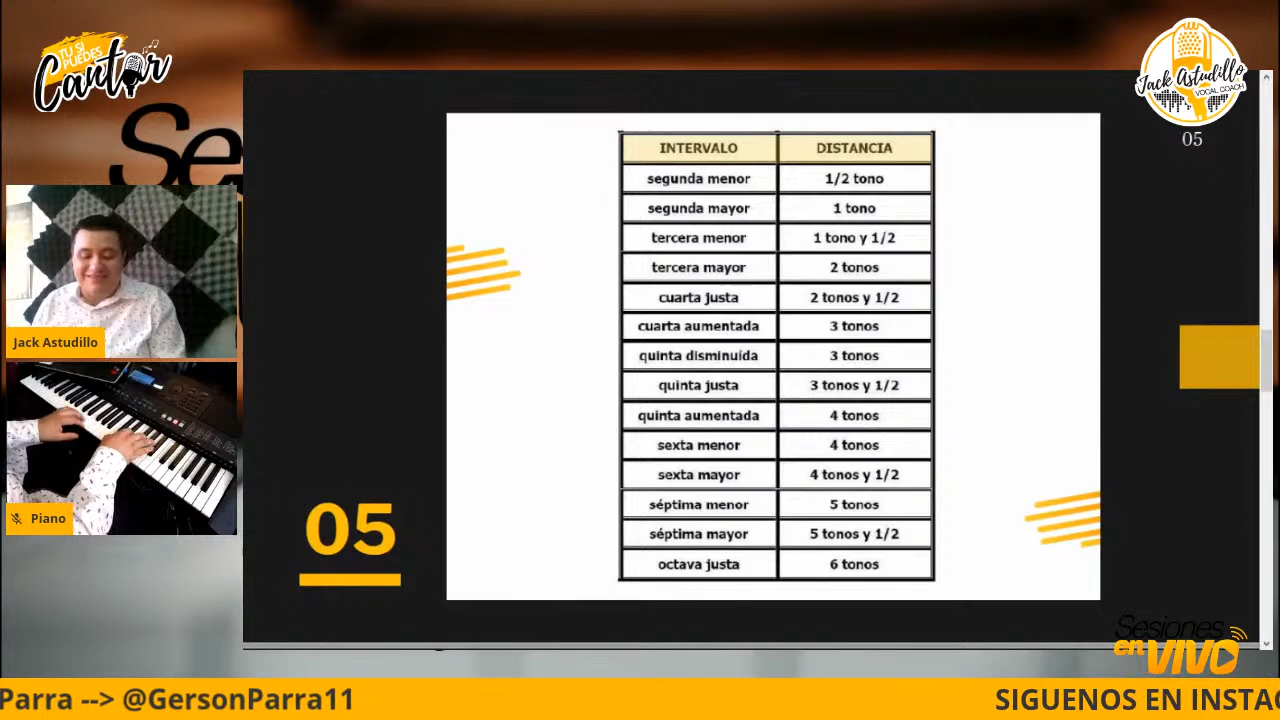 TU SI
PUEDES
Cantar
Jack Astudillo
VOCAL COACH
05
Se
INTERVALO DISTANCIA
segunda menor 1/2 tono
segunda mayor 1 tono
tercera menor 1 tono y 1/2
tercera mayor 2 tonos
cuarta justa 2 tonos y 1/2
cuarta aumentada 3 tonos
quinta disminuída 3 tonos
quinta justa 3 tonos y 1/2
quinta aumentada 4 tonos
sexta menor 4 tonos
sexta mayor 4 tonos y 1/2
séptima menor 5 tonos
séptima mayor 5 tonos y 1/2
octava justa 6 tonos
Jack Astudillo
Piano
05
Sesiones
en VIVO
Parra --> @GersonParra11
SIGUENOS EN INSTAG